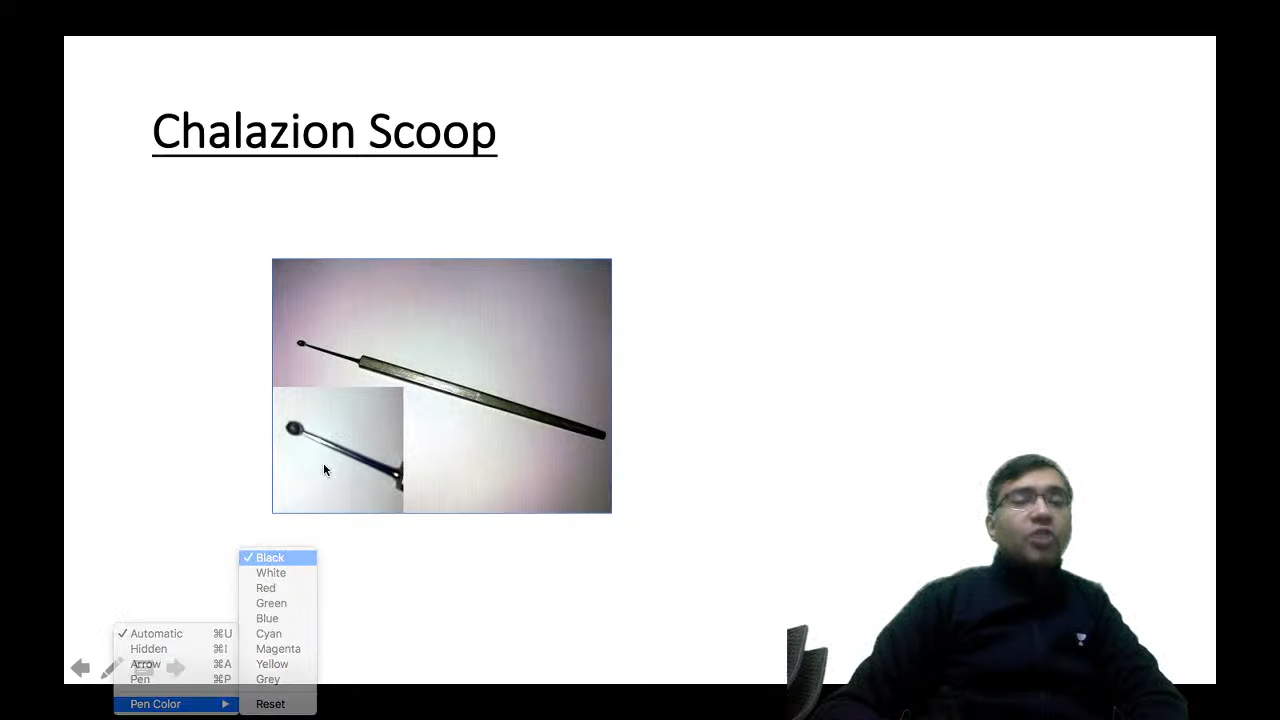 Chalazion Scoop
✓ Black
White
Red
Green
Blue
Cyan
Magenta
Yellow
Grey
Reset
✓ Automatic ⌘U
Hidden ⌘I
Arrow ⌘A
Pen ⌘P
Pen Color ▶